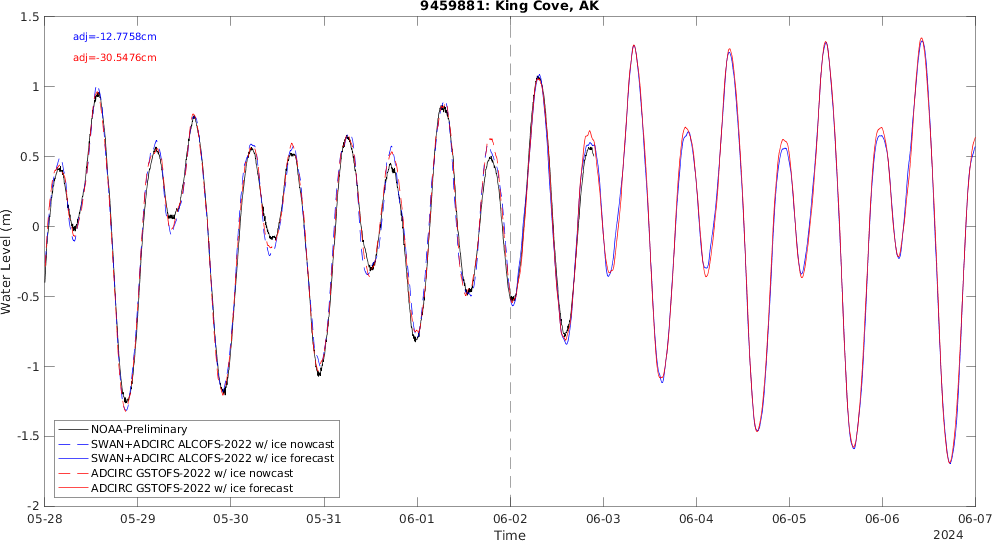 9459881: King Cove, AK
adj=-12.7758cm
adj=-30.5476cm
1.5
1
0.5
0
-0.5
-1
-1.5
-2
Water Level (m)
NOAA-Preliminary
SWAN+ADCIRC ALCOFS-2022 w/ ice nowcast
SWAN+ADCIRC ALCOFS-2022 w/ ice forecast
ADCIRC GSTOFS-2022 w/ ice nowcast
ADCIRC GSTOFS-2022 w/ ice forecast
05-28 05-29 05-30 05-31 06-01 06-02 06-03 06-04 06-05 06-06 06-07
Time
2024